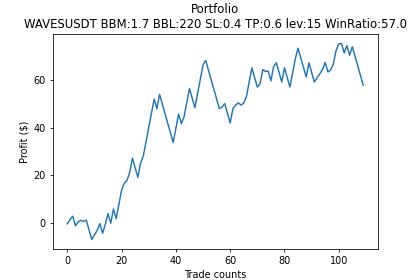 Portfolio
WAVESUSDT BBM:1.7 BBL:220 SL:0.4 TP:0.6 lev:15 WinRatio:57.0
Profit ($)
60
40
20
0
0 20 40 60 80 100
Trade counts